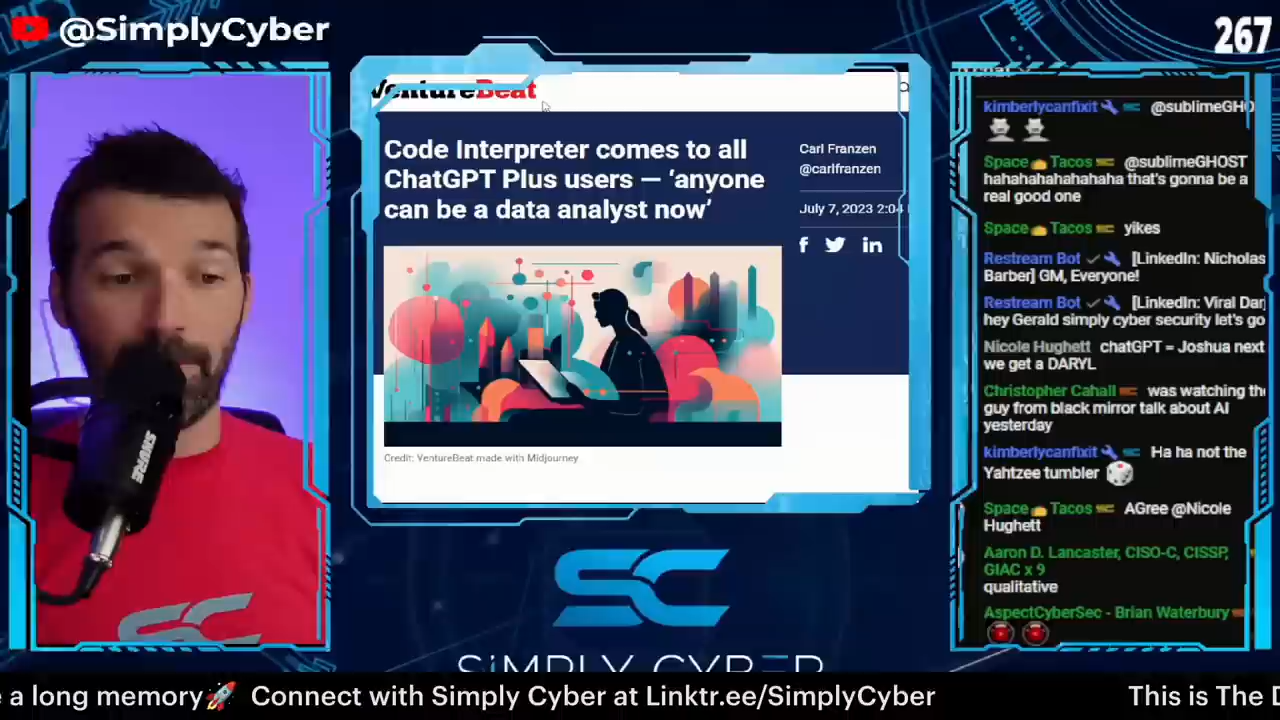 @SimplyCyber
267
VentureBeat
Code Interpreter comes to all
ChatGPT Plus users — ‘anyone
can be a data analyst now’
Carl Franzen
@carlfranzen
July 7, 2023 2:04
Credit: VentureBeat made with Midjourney
SHURE
SC
SC
SiMPLY CYBER
kimberlycanfixit @sublimeGHO
Space Tacos @sublimeGHOST
hahahahahahahaha that's gonna be a
real good one
Space Tacos yikes
Restream Bot [LinkedIn: Nicholas
Barber] GM, Everyone!
Restream Bot [LinkedIn: Viral Dar
hey Gerald simply cyber security let's go
Nicole Hughett chatGPT = Joshua next
we get a DARYL
Christopher Cahall was watching the
guy from black mirror talk about AI
yesterday
kimberlycanfixit Ha ha not the
Yahtzee tumbler
Space Tacos AGree @Nicole
Hughett
Aaron D. Lancaster, CISO-C, CISSP,
GIAC x 9
qualitative
AspectCyberSec - Brian Waterbury
a long memory🚀 Connect with Simply Cyber at Linktr.ee/SimplyCyber This is The